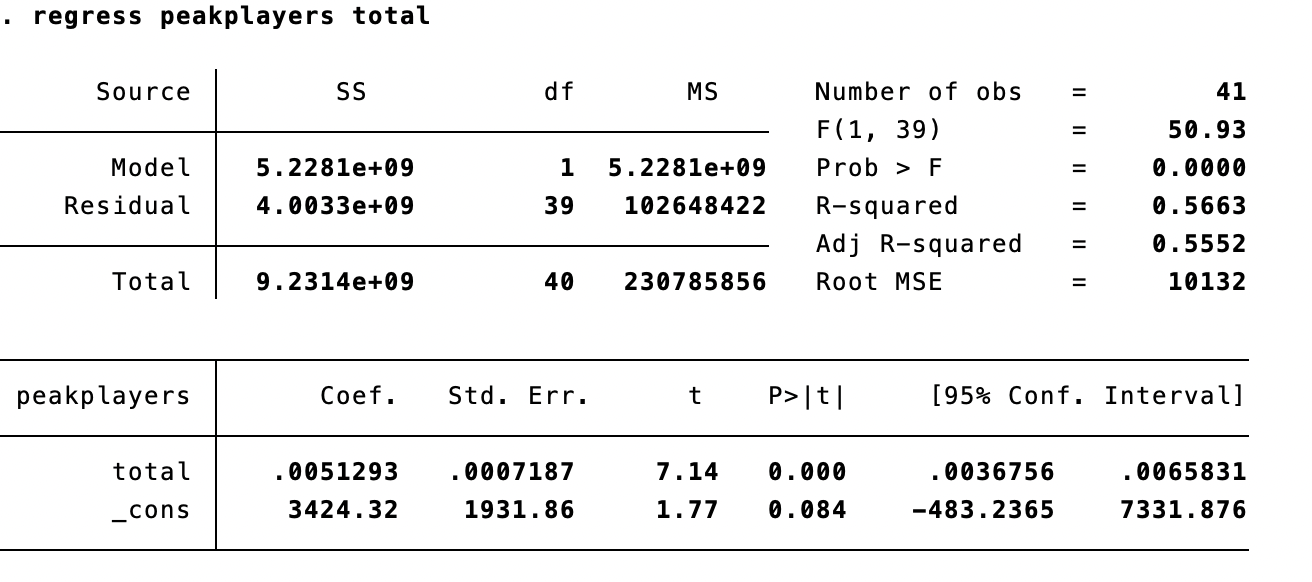 . regress peakplayers total
Source SS df MS Number of obs = 41
F(1, 39) = 50.93
Model 5.2281e+09 1 5.2281e+09 Prob > F = 0.0000
Residual 4.0033e+09 39 102648422 R-squared = 0.5663
Adj R-squared = 0.5552
Total 9.2314e+09 40 230785856 Root MSE = 10132
peakplayers Coef. Std. Err. t P>|t| [95% Conf. Interval]
total .0051293 .0007187 7.14 0.000 .0036756 .0065831
_cons 3424.32 1931.86 1.77 0.084 -483.2365 7331.876